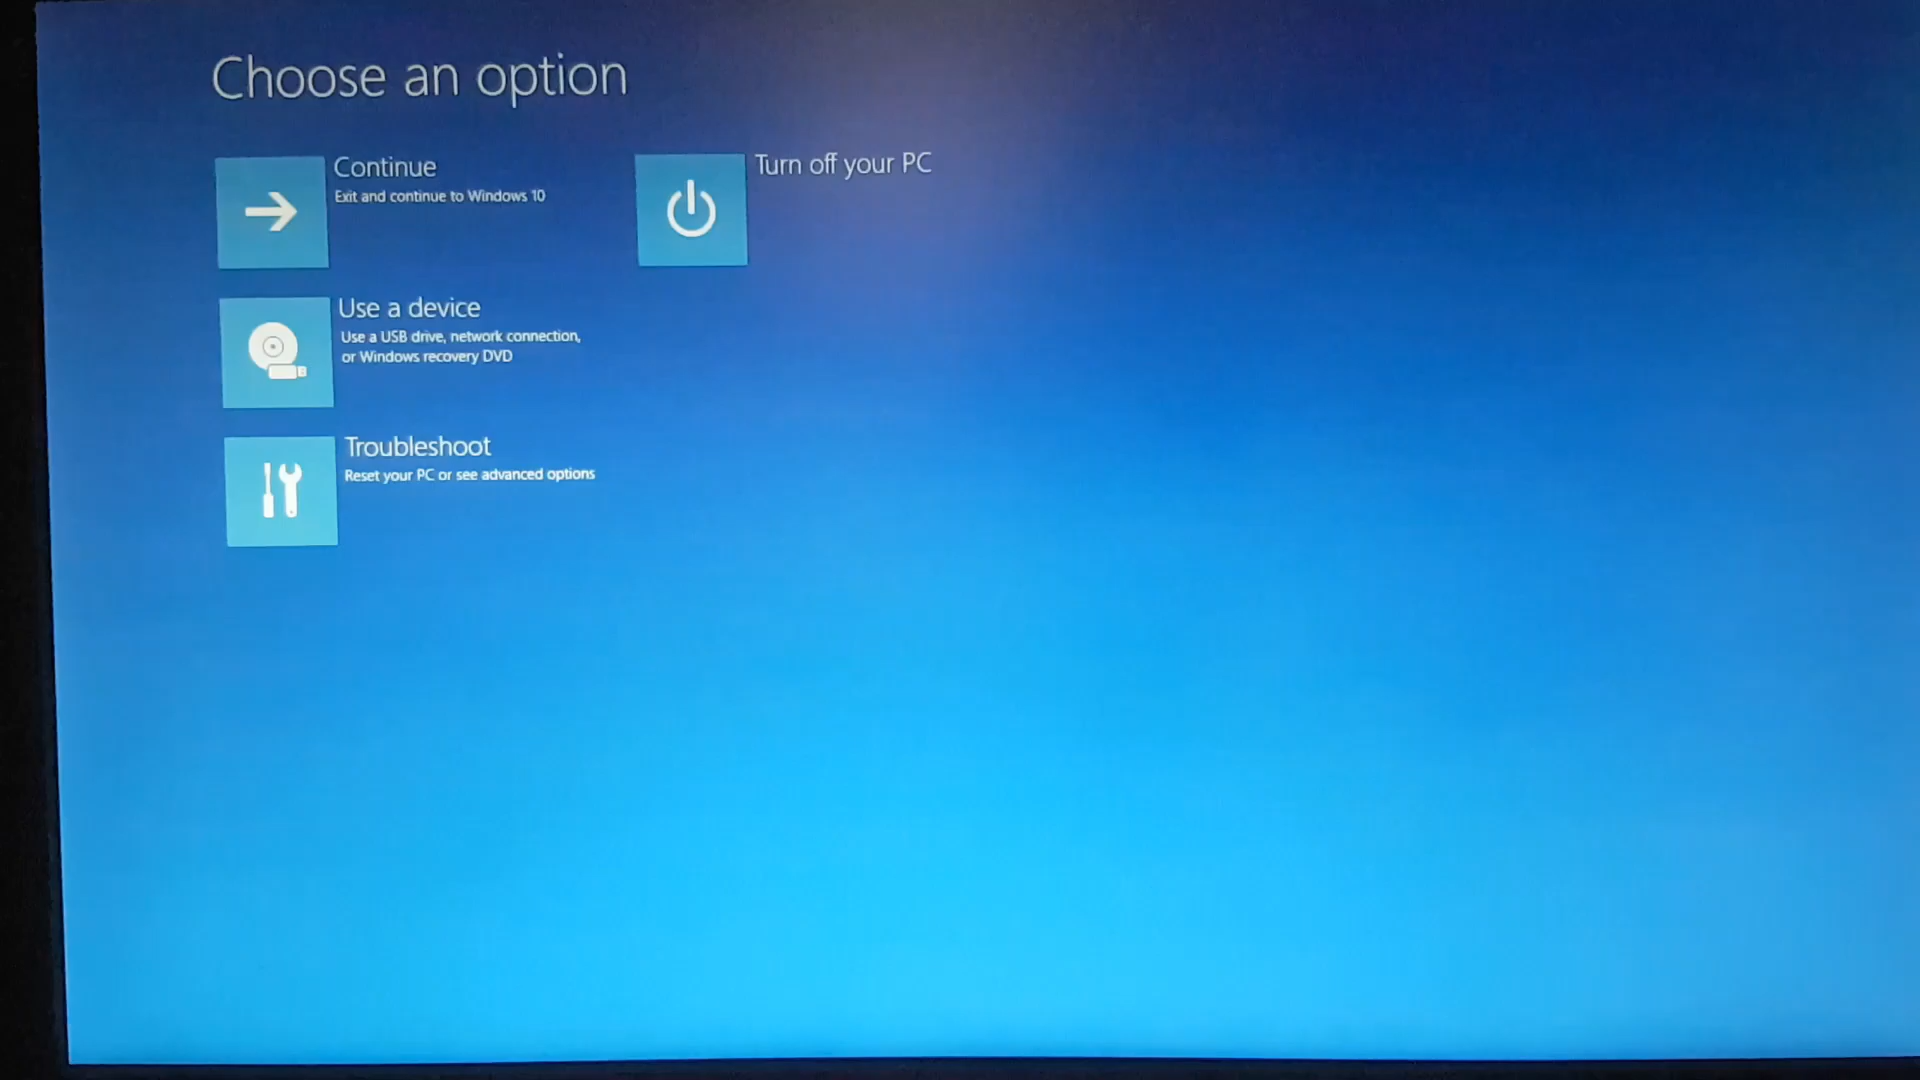 Choose an option
Continue
Exit and continue to Windows 10
Turn off your PC
Use a device
Use a USB drive, network connection,
or Windows recovery DVD
Troubleshoot
Reset your PC or see advanced options